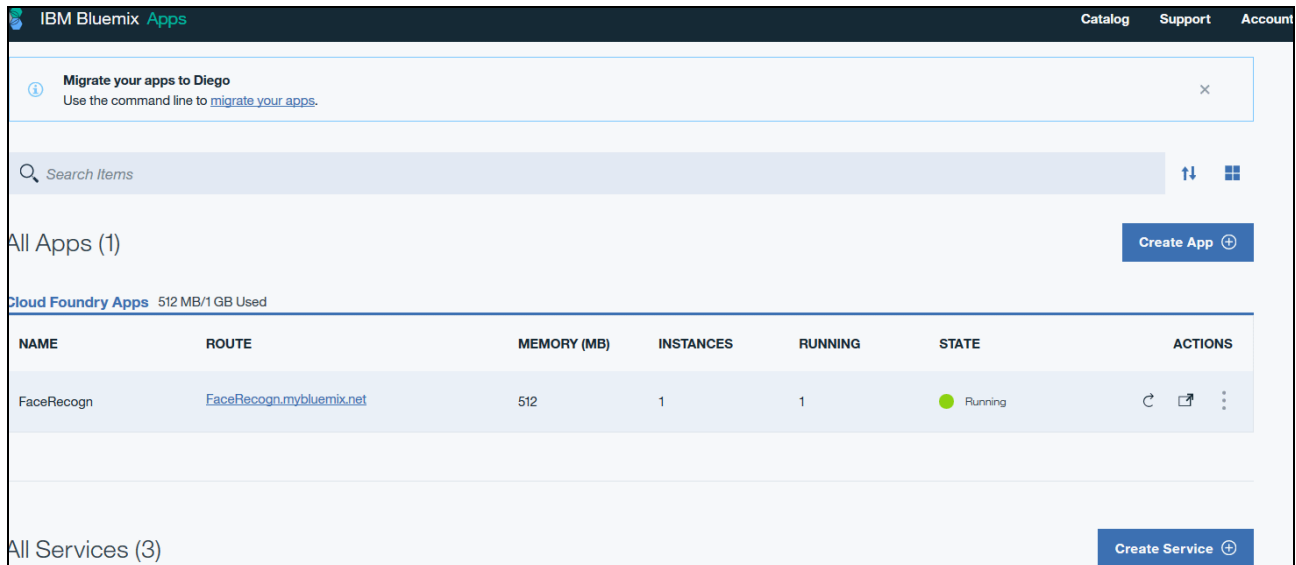 IBM Bluemix Apps Catalog Support Account
Migrate your apps to Diego
Use the command line to migrate your apps.
Search Items
All Apps (1)
Create App
Cloud Foundry Apps 512 MB/1 GB Used
NAME ROUTE MEMORY (MB) INSTANCES RUNNING STATE ACTIONS
FaceRecogn FaceRecogn.mybluemix.net 512 1 1 Running
All Services (3)
Create Service